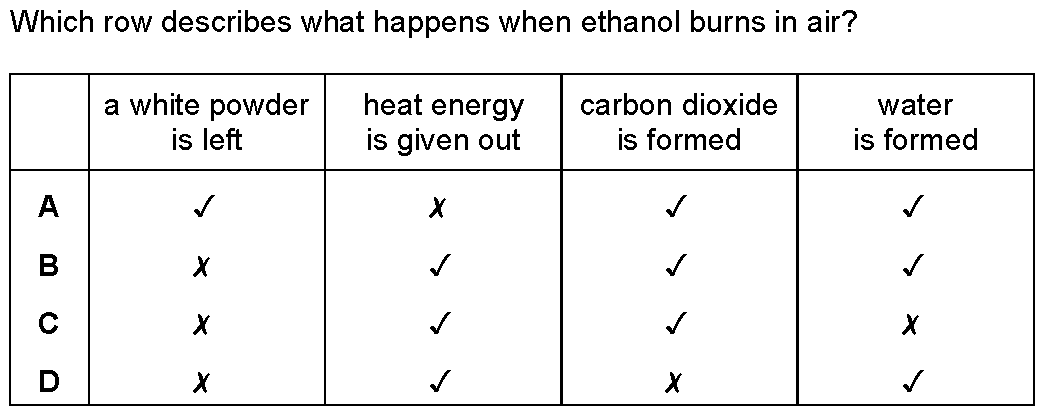 Which row describes what happens when ethanol burns in air?
a white powder is left | heat energy is given out | carbon dioxide is formed | water is formed
A ✓ ✗ ✓ ✓
B ✗ ✓ ✓ ✓
C ✗ ✓ ✓ ✗
D ✗ ✓ ✗ ✓